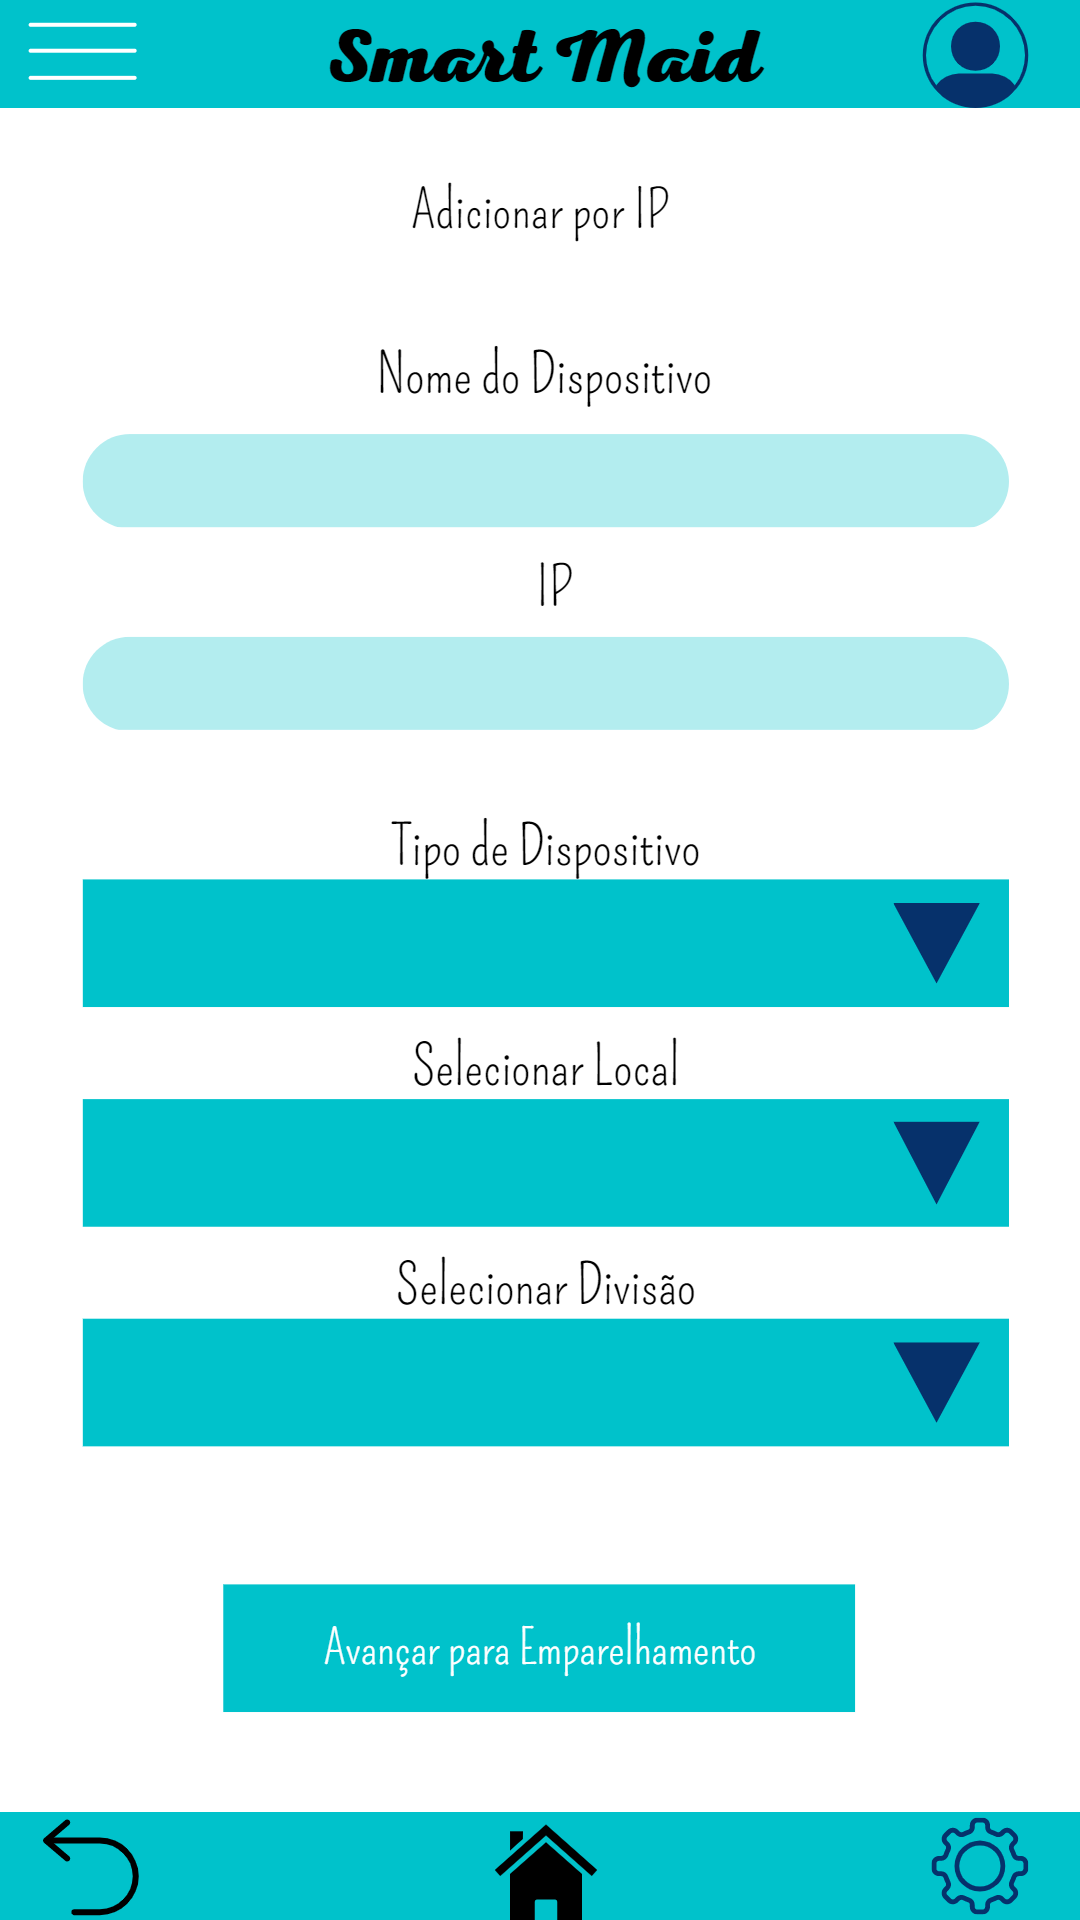 Smart Maid
Adicionar por IP
Nome do Dispositivo
IP
Tipo de Dispositivo
Selecionar Local
Selecionar Divisão
Avançar para Emparelhamento